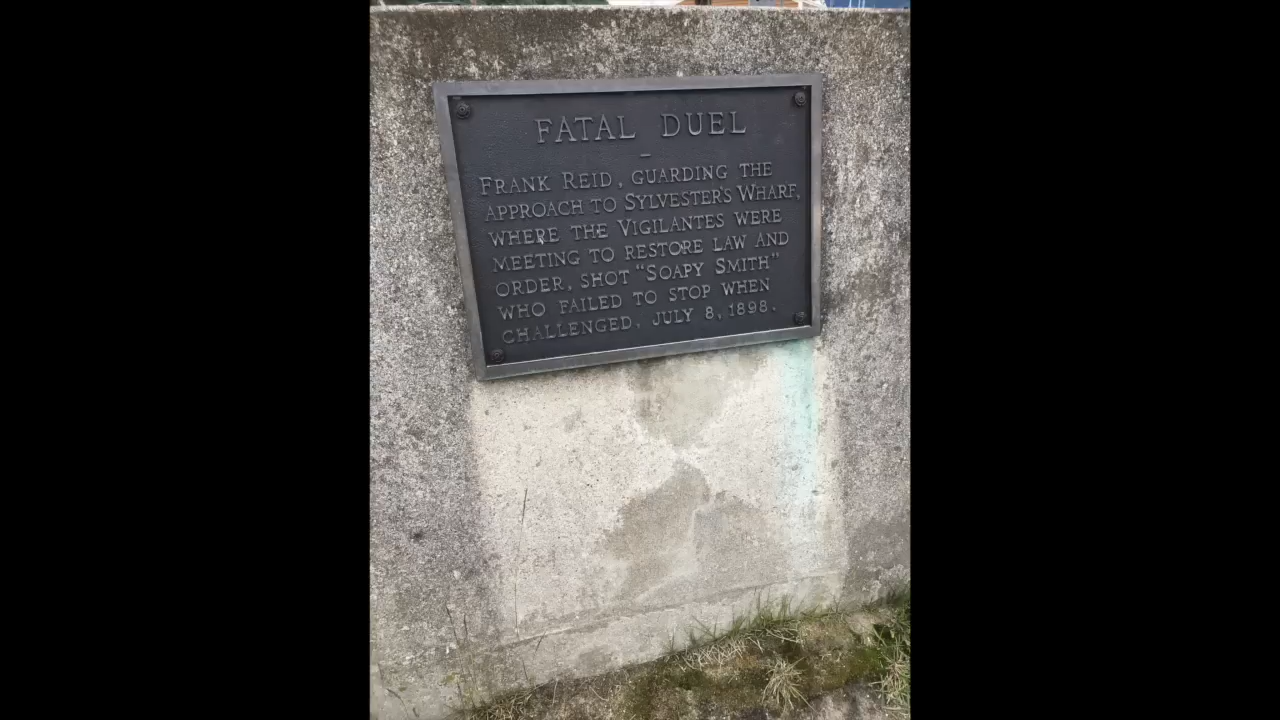 FATAL DUEL
FRANK REID, GUARDING THE
APPROACH TO SYLVESTER'S WHARF,
WHERE THE VIGILANTES WERE
MEETING TO RESTORE LAW AND
ORDER, SHOT "SOAPY SMITH"
WHO FAILED TO STOP WHEN
CHALLENGED, JULY 8, 1898.